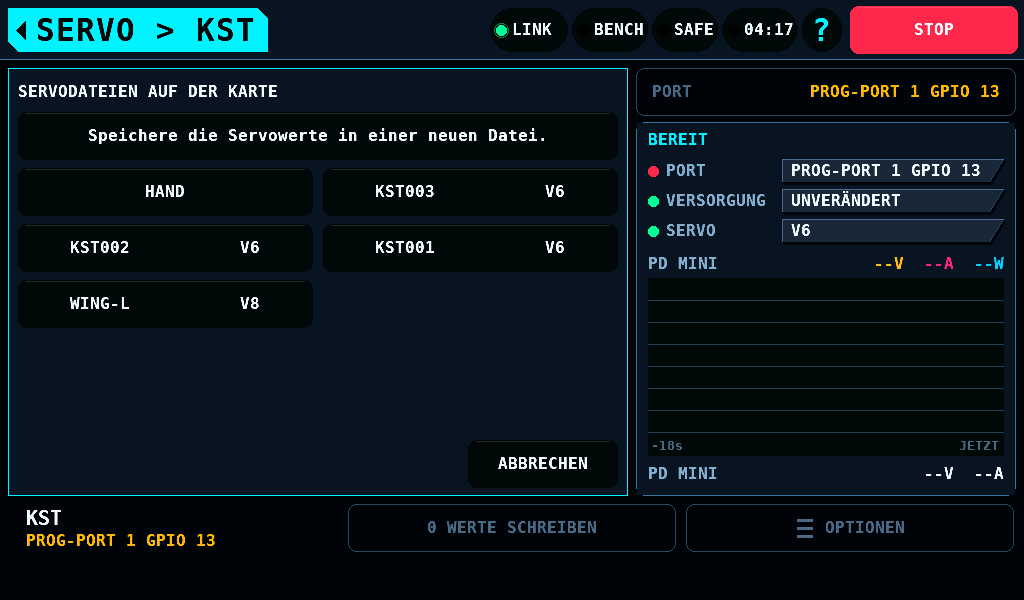 SERVO > KST
LINK
BENCH
SAFE
04:17
?
STOP
SERVODATEIEN AUF DER KARTE
Speichere die Servowerte in einer neuen Datei.
HAND
KST003 V6
KST002 V6
KST001 V6
WING-L V8
ABBRECHEN
PORT PROG-PORT 1 GPIO 13
BEREIT
PORT PROG-PORT 1 GPIO 13
VERSORGUNG UNVERÄNDERT
SERVO V6
PD MINI --V --A --W
-18s JETZT
PD MINI --V --A
KST
PROG-PORT 1 GPIO 13
0 WERTE SCHREIBEN
OPTIONEN